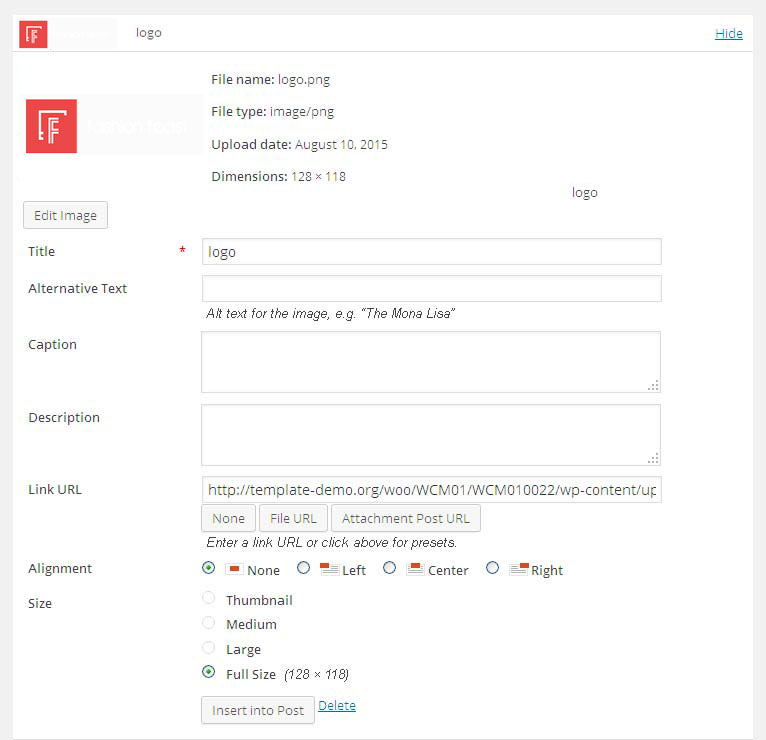 logo
Hide
File name: logo.png
File type: image/png
Upload date: August 10, 2015
Dimensions: 128 × 118
logo
Edit Image
Title * logo
Alternative Text
Alt text for the image, e.g. “The Mona Lisa”
Caption
Description
Link URL http://template-demo.org/woo/WCM01/WCM010022/wp-content/up
None File URL Attachment Post URL
Enter a link URL or click above for presets.
Alignment None Left Center Right
Size Thumbnail
Medium
Large
Full Size (128 × 118)
Insert into Post Delete